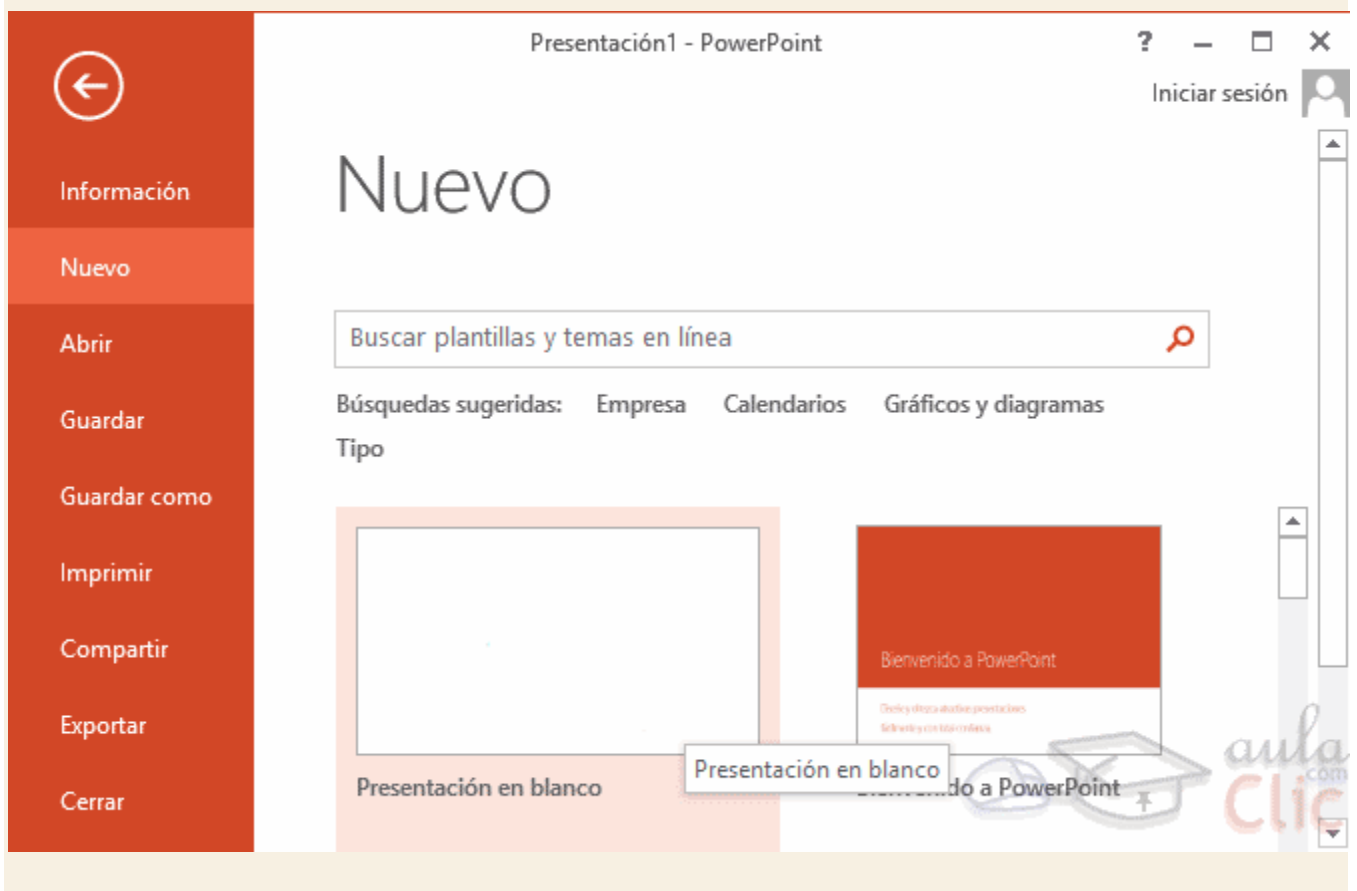 Presentación1 - PowerPoint
?
Iniciar sesión
Información
Nuevo
Abrir
Guardar
Guardar como
Imprimir
Compartir
Exportar
Cerrar
Nuevo
Buscar plantillas y temas en línea
Búsquedas sugeridas: Empresa Calendarios Gráficos y diagramas
Tipo
Bienvenido a PowerPoint
Presentación en blanco
Presentación en blanco
a PowerPoint
aula
.com
Clic